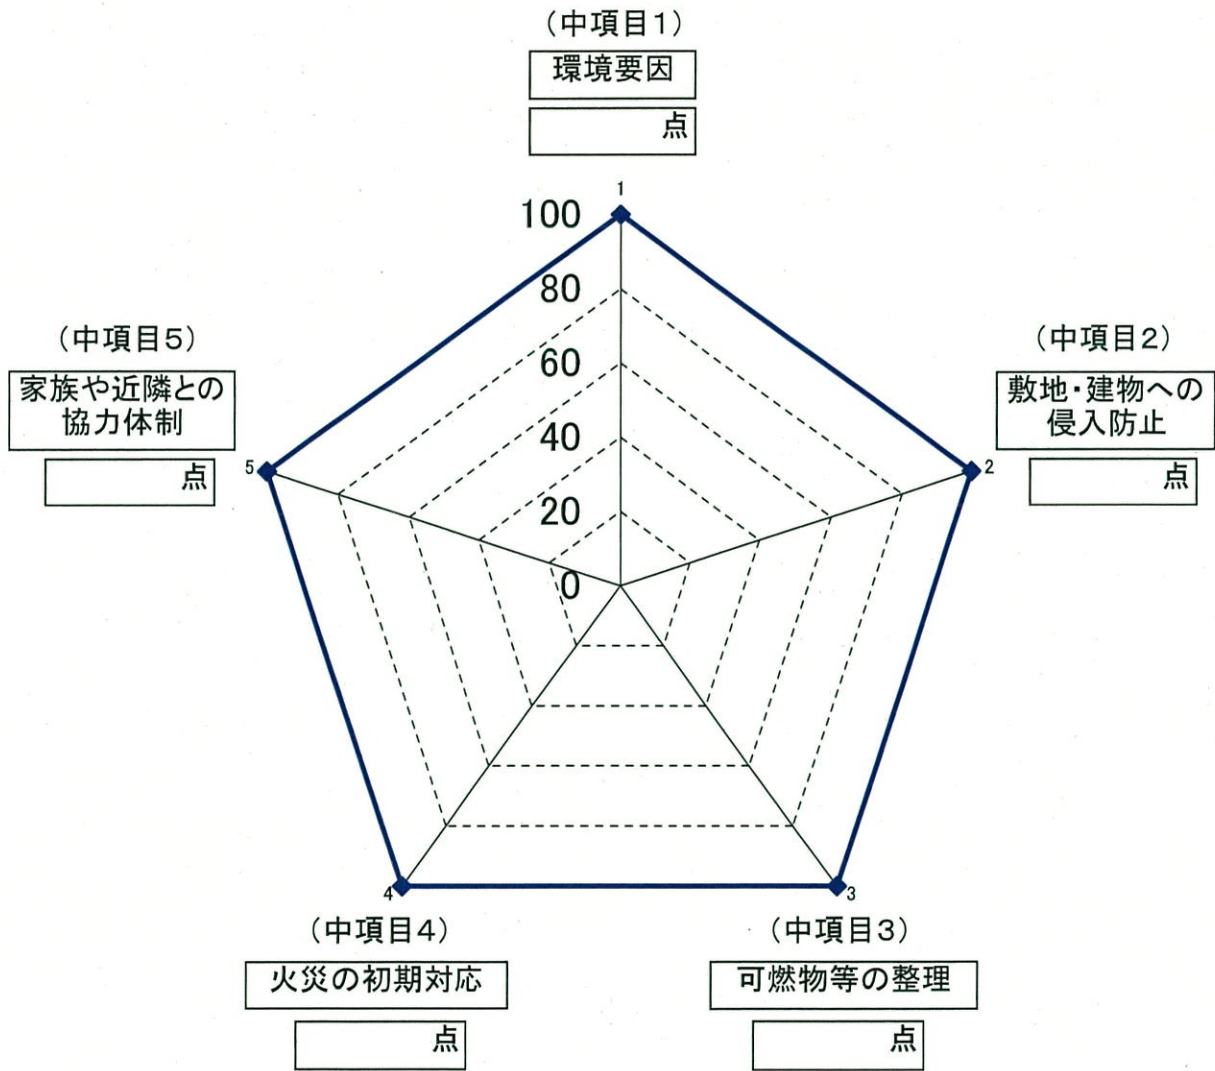 （中項目１）
環境要因
点
1
100
80
60
40
20
0
（中項目５）
家族や近隣との
協力体制
点
5
（中項目２）
敷地・建物への
侵入防止
点
2
4
（中項目４）
火災の初期対応
点
3
（中項目３）
可燃物等の整理
点